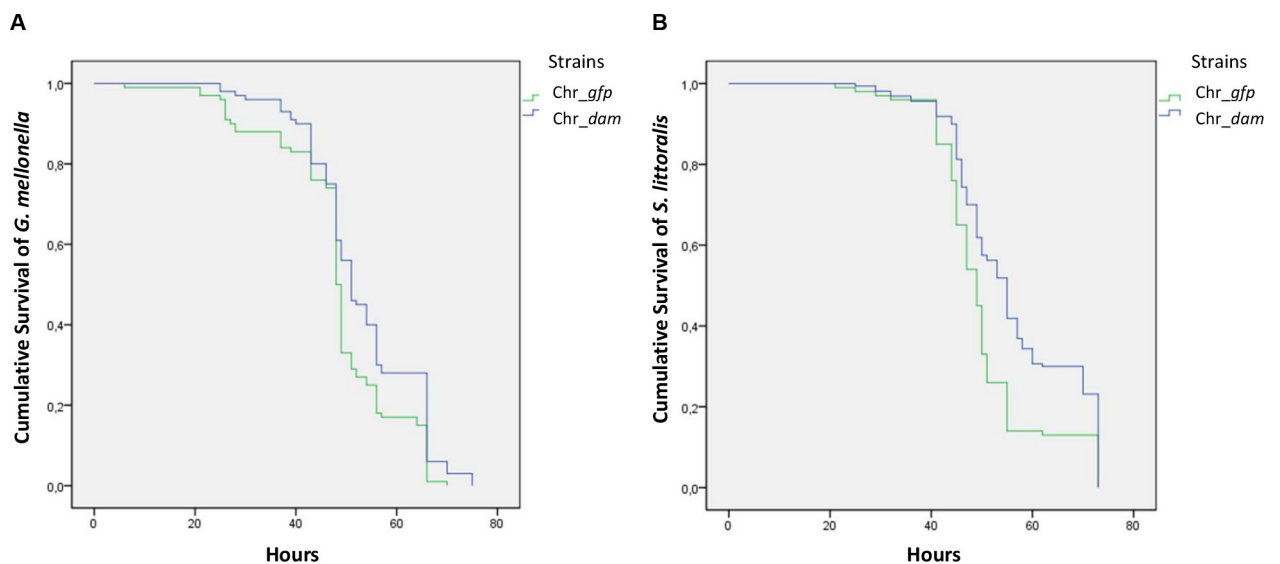 A
Cumulative Survival of G. mellonella
1,0
0,8
0,6
0,4
0,2
0,0
0 20 40 60 80
Hours
Strains
Chr_gfp
Chr_dam
B
Cumulative Survival of S. littoralis
1,0
0,8
0,6
0,4
0,2
0,0
0 20 40 60 80
Hours
Strains
Chr_gfp
Chr_dam